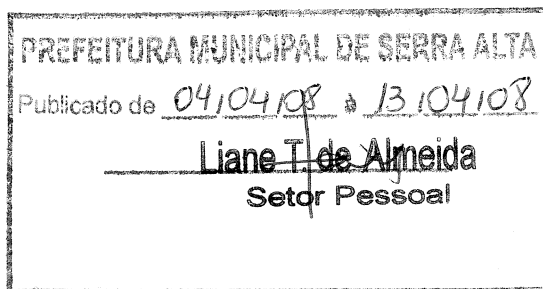 PREFEITURA MUNICIPAL DE SERRA ALTA
Publicado de 04/04/08 à 13/04/08
Liane T. de Almeida
Setor Pessoal